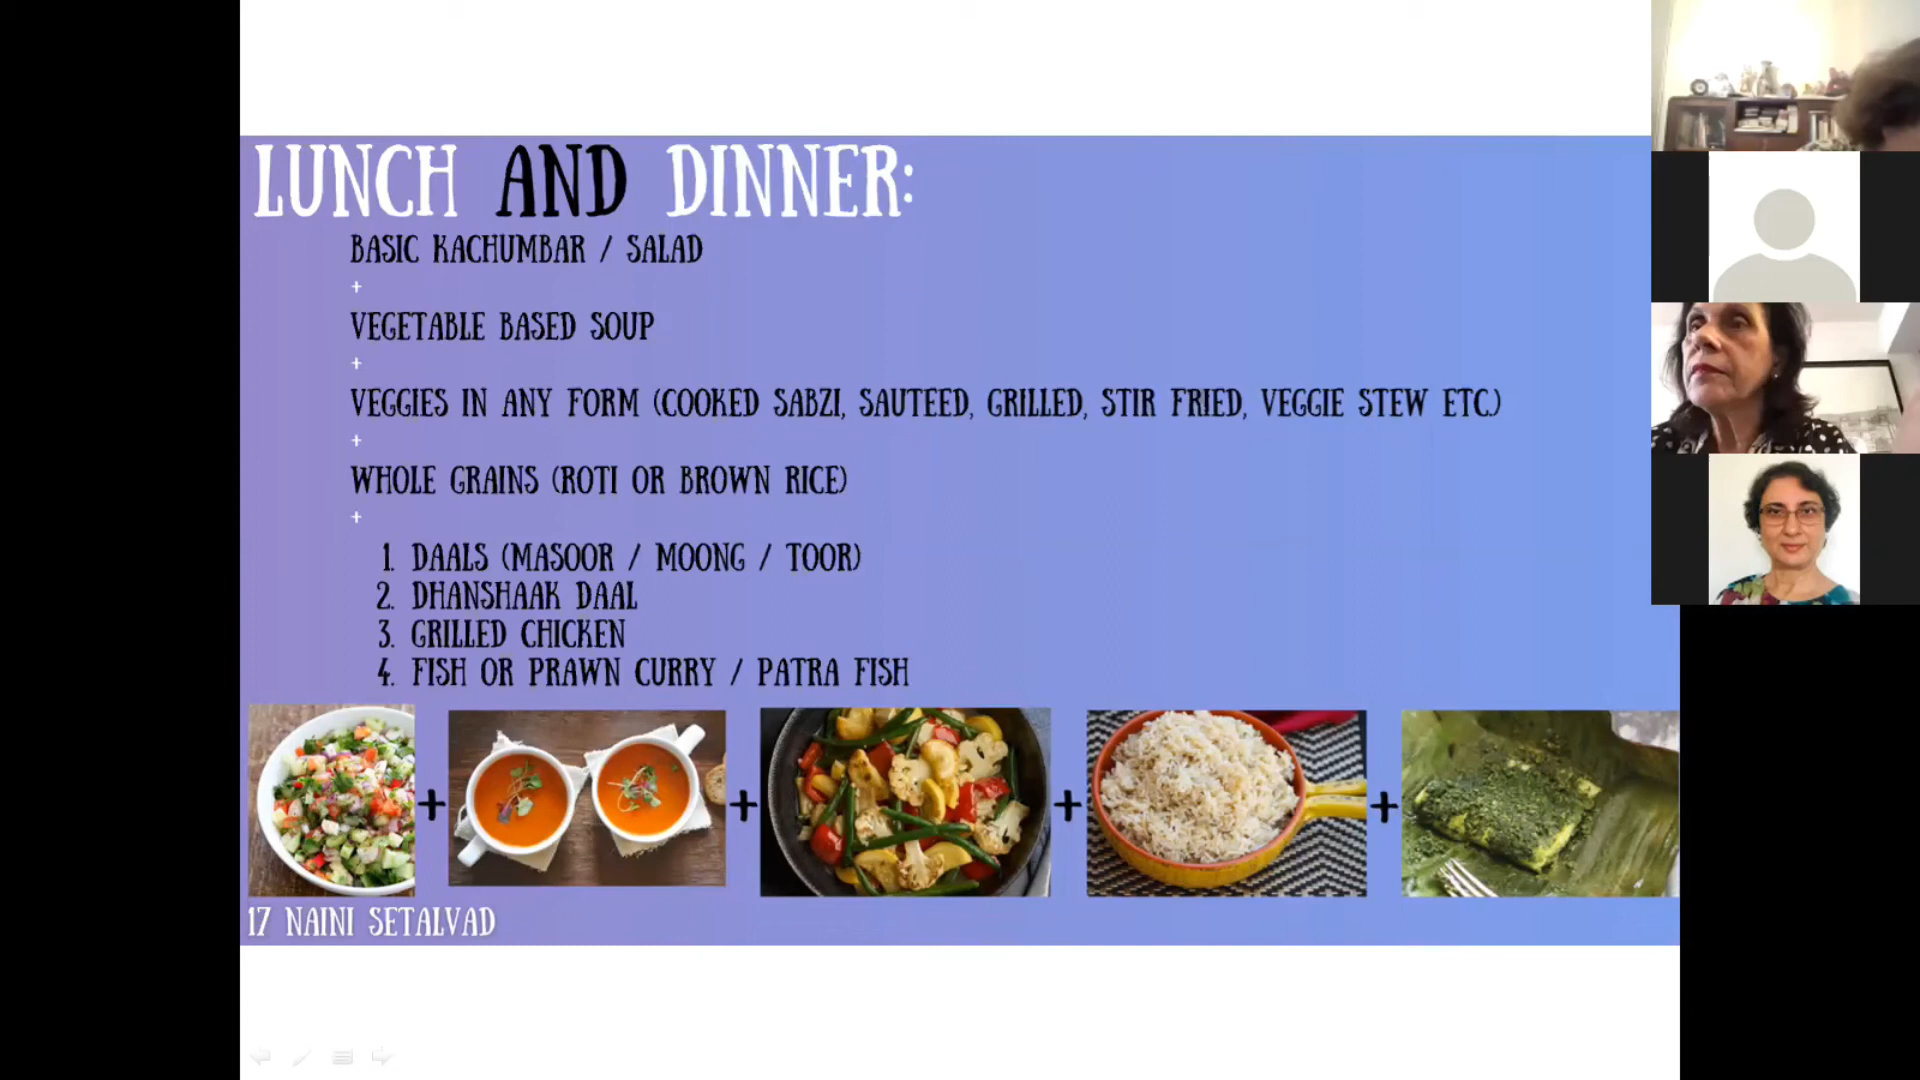 LUNCH AND DINNER:
BASIC KACHUMBAR / SALAD
+
VEGETABLE BASED SOUP
+
VEGGIES IN ANY FORM (COOKED SABZI, SAUTEED, GRILLED, STIR FRIED, VEGGIE STEW ETC.)
+
WHOLE GRAINS (ROTI OR BROWN RICE)
+
1. DAALS (MASOOR / MOONG / TOOR)
2. DHANSHAAK DAAL
3. GRILLED CHICKEN
4. FISH OR PRAWN CURRY / PATRA FISH
+ + + +
17 NAINI SETALVAD